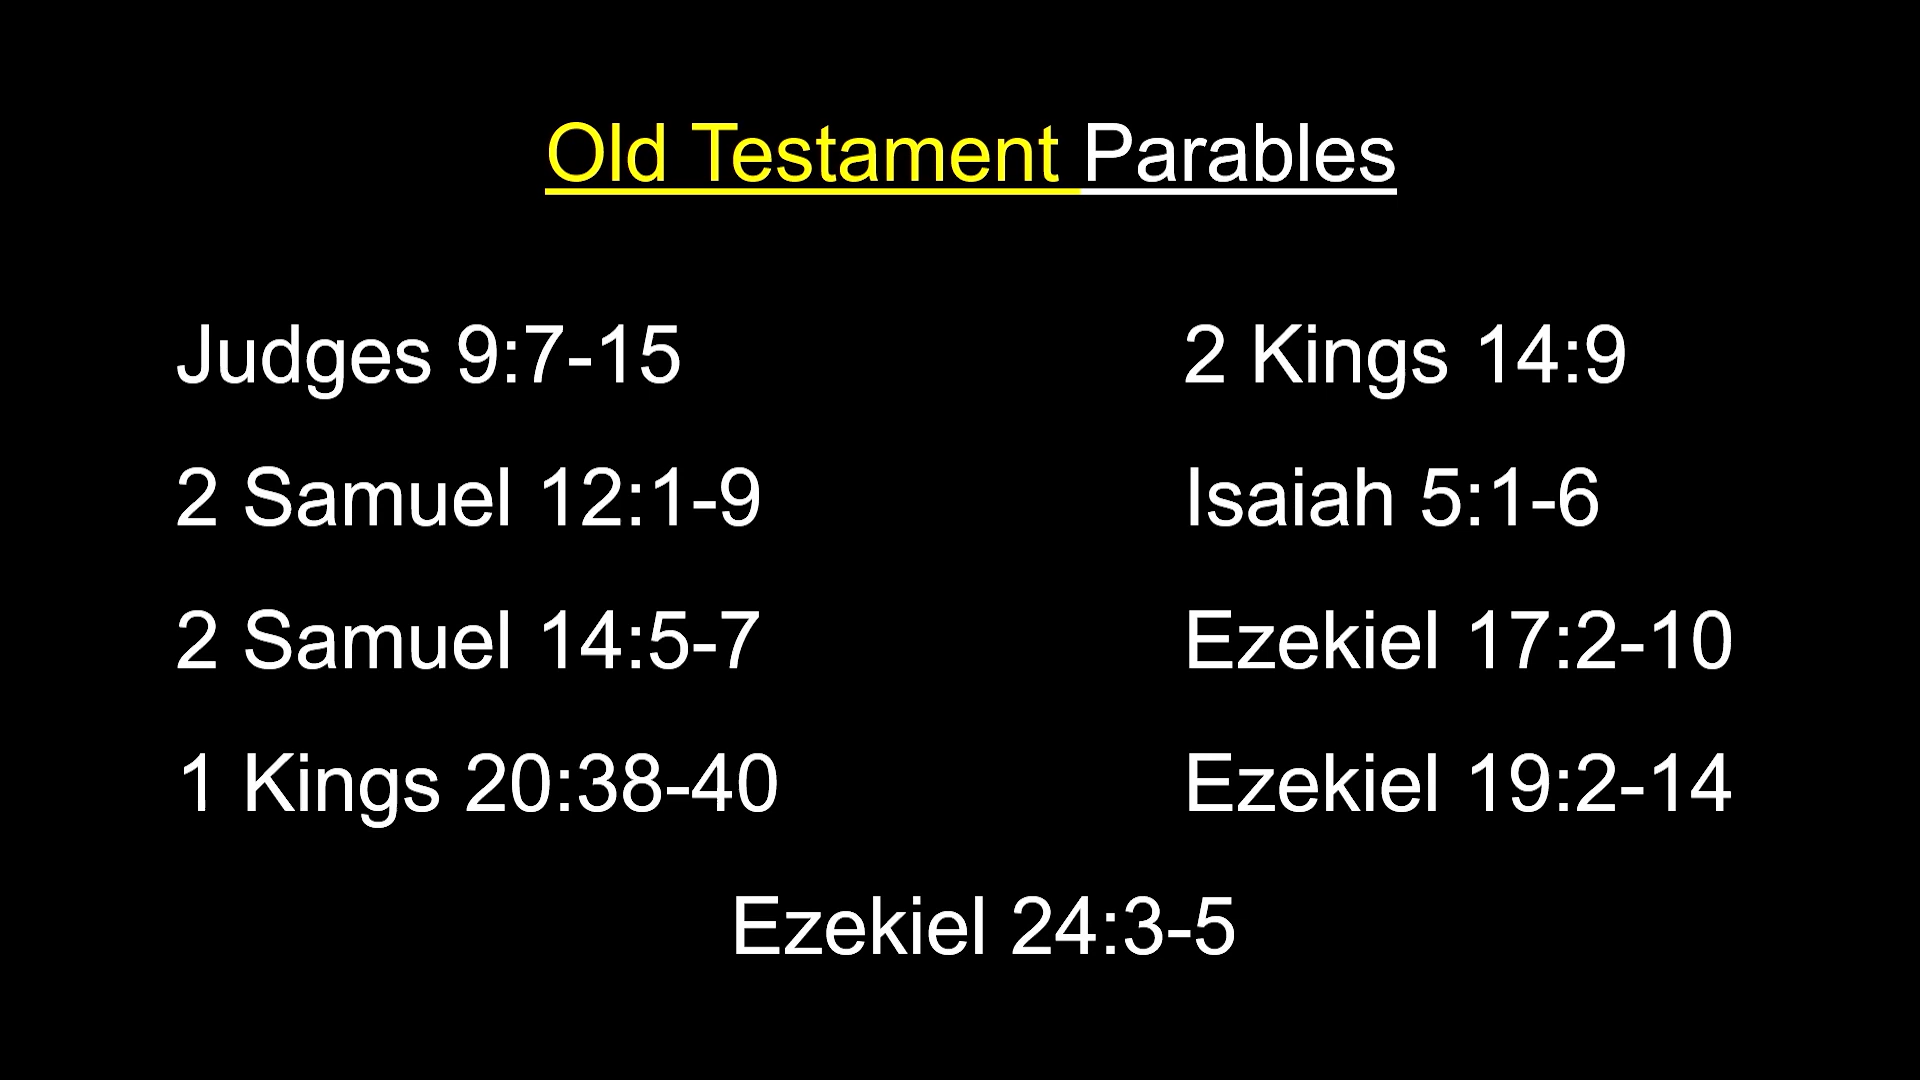 Old Testament Parables
Judges 9:7-15
2 Samuel 12:1-9
2 Samuel 14:5-7
1 Kings 20:38-40
2 Kings 14:9
Isaiah 5:1-6
Ezekiel 17:2-10
Ezekiel 19:2-14
Ezekiel 24:3-5